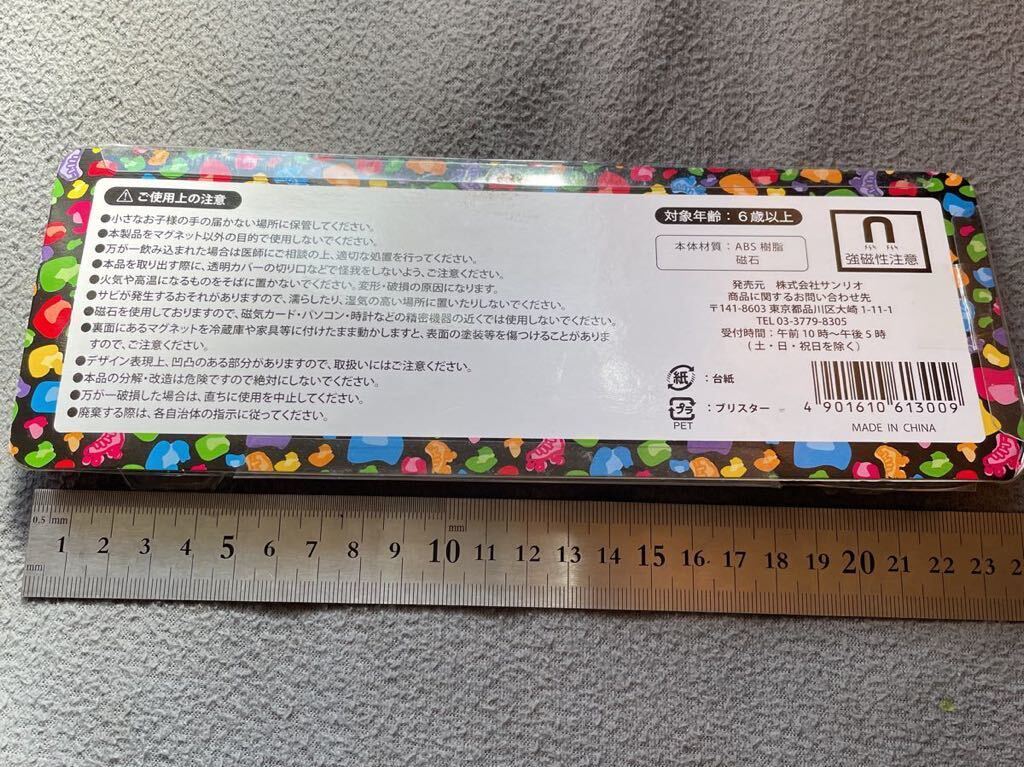 ご使用上の注意
●小さなお子様の手の届かない場所に保管してください。
●本製品をマグネット以外の目的で使用しないでください。
●万が一飲み込まれた場合は医師にご相談の上、適切な処置を行ってください。
●本品を取り出す際に、透明カバーの切り口などで怪我をしないよう、ご注意ください。
●火気や高温になるものをそばに置かないでください。変形・破損の原因になります。
●サビが発生するおそれがありますので、濡らしたり、湿気の高い場所に置いたりしないでください。
●磁石を使用しておりますので、磁気カード・パソコン・時計などの精密機器の近くでは使用しないでください。
●裏面にあるマグネットを冷蔵庫や家具等に付けたまま動かしますと、表面の塗装等を傷つけることがありま
すので、ご注意ください。
●デザイン表現上、凹凸のある部分がありますので、取扱いにはご注意ください。
●本品の分解・改造は危険ですので絶対にしないでください。
●万が一破損した場合は、直ちに使用を中止してください。
●廃棄する際は、各自治体の指示に従ってください。
対象年齢：6歳以上
本体材質：ABS 樹脂
磁石
強磁性注意
発売元 株式会社サンリオ
商品に関するお問い合わせ先
〒141-8603 東京都品川区大崎 1-11-1
TEL 03-3779-8305
受付時間：午前 10 時〜午後 5 時
(土・日・祝日を除く)
紙：台紙
プラ：ブリスター
PET
4 901610 613009
MADE IN CHINA
0.5 mm
mm
mm
1 2 3 4 5 6 7 8 9 10 11 12 13 14 15 16 17 18 19 20 21 22 23